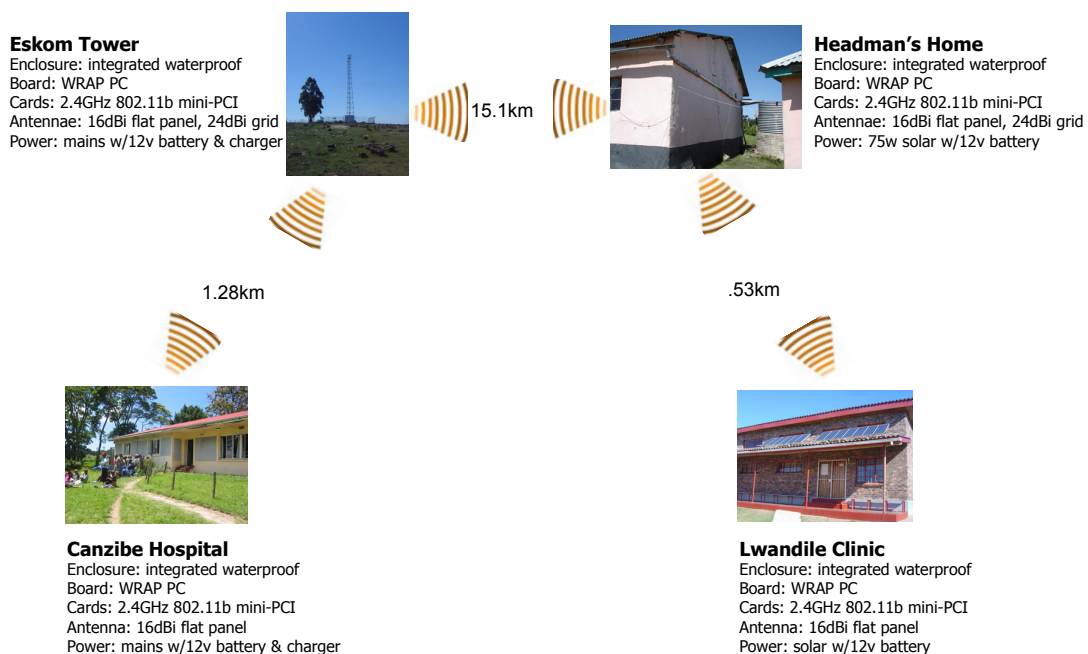 Eskom Tower
Enclosure: integrated waterproof
Board: WRAP PC
Cards: 2.4GHz 802.11b mini-PCI
Antennae: 16dBi flat panel, 24dBi grid
Power: mains w/12v battery & charger
15.1km
Headman's Home
Enclosure: integrated waterproof
Board: WRAP PC
Cards: 2.4GHz 802.11b mini-PCI
Antennae: 16dBi flat panel, 24dBi grid
Power: 75w solar w/12v battery
1.28km
.53km
Canzibe Hospital
Enclosure: integrated waterproof
Board: WRAP PC
Cards: 2.4GHz 802.11b mini-PCI
Antenna: 16dBi flat panel
Power: mains w/12v battery & charger
Lwandile Clinic
Enclosure: integrated waterproof
Board: WRAP PC
Cards: 2.4GHz 802.11b mini-PCI
Antenna: 16dBi flat panel
Power: solar w/12v battery